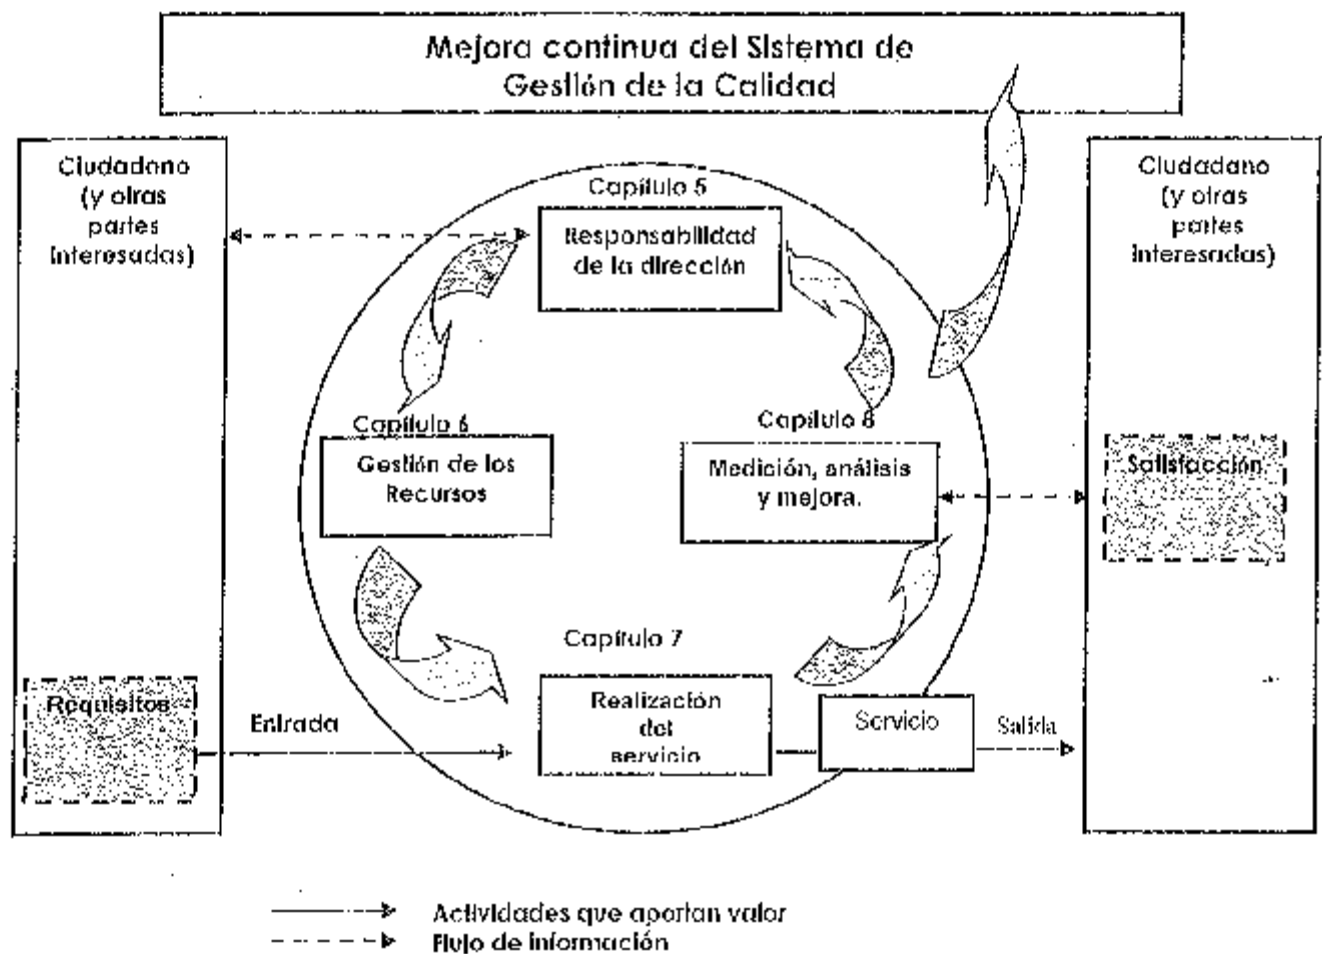 Mejora continua del Sistema de
Gestión de la Calidad
Ciudadano
(y otras
partes
Interesadas)
Ciudadano
(y otras
partes
Interesadas)
Capítulo 5
Responsabilidad
de la dirección
Capítulo 6
Gestión de los
Recursos
Capítulo 8
Medición, análisis
y mejora.
Satisfacción
Capítulo 7
Realización
del
servicio
Requisitos
Entrada
Servicio
Salida
Actividades que aportan valor
Flujo de información